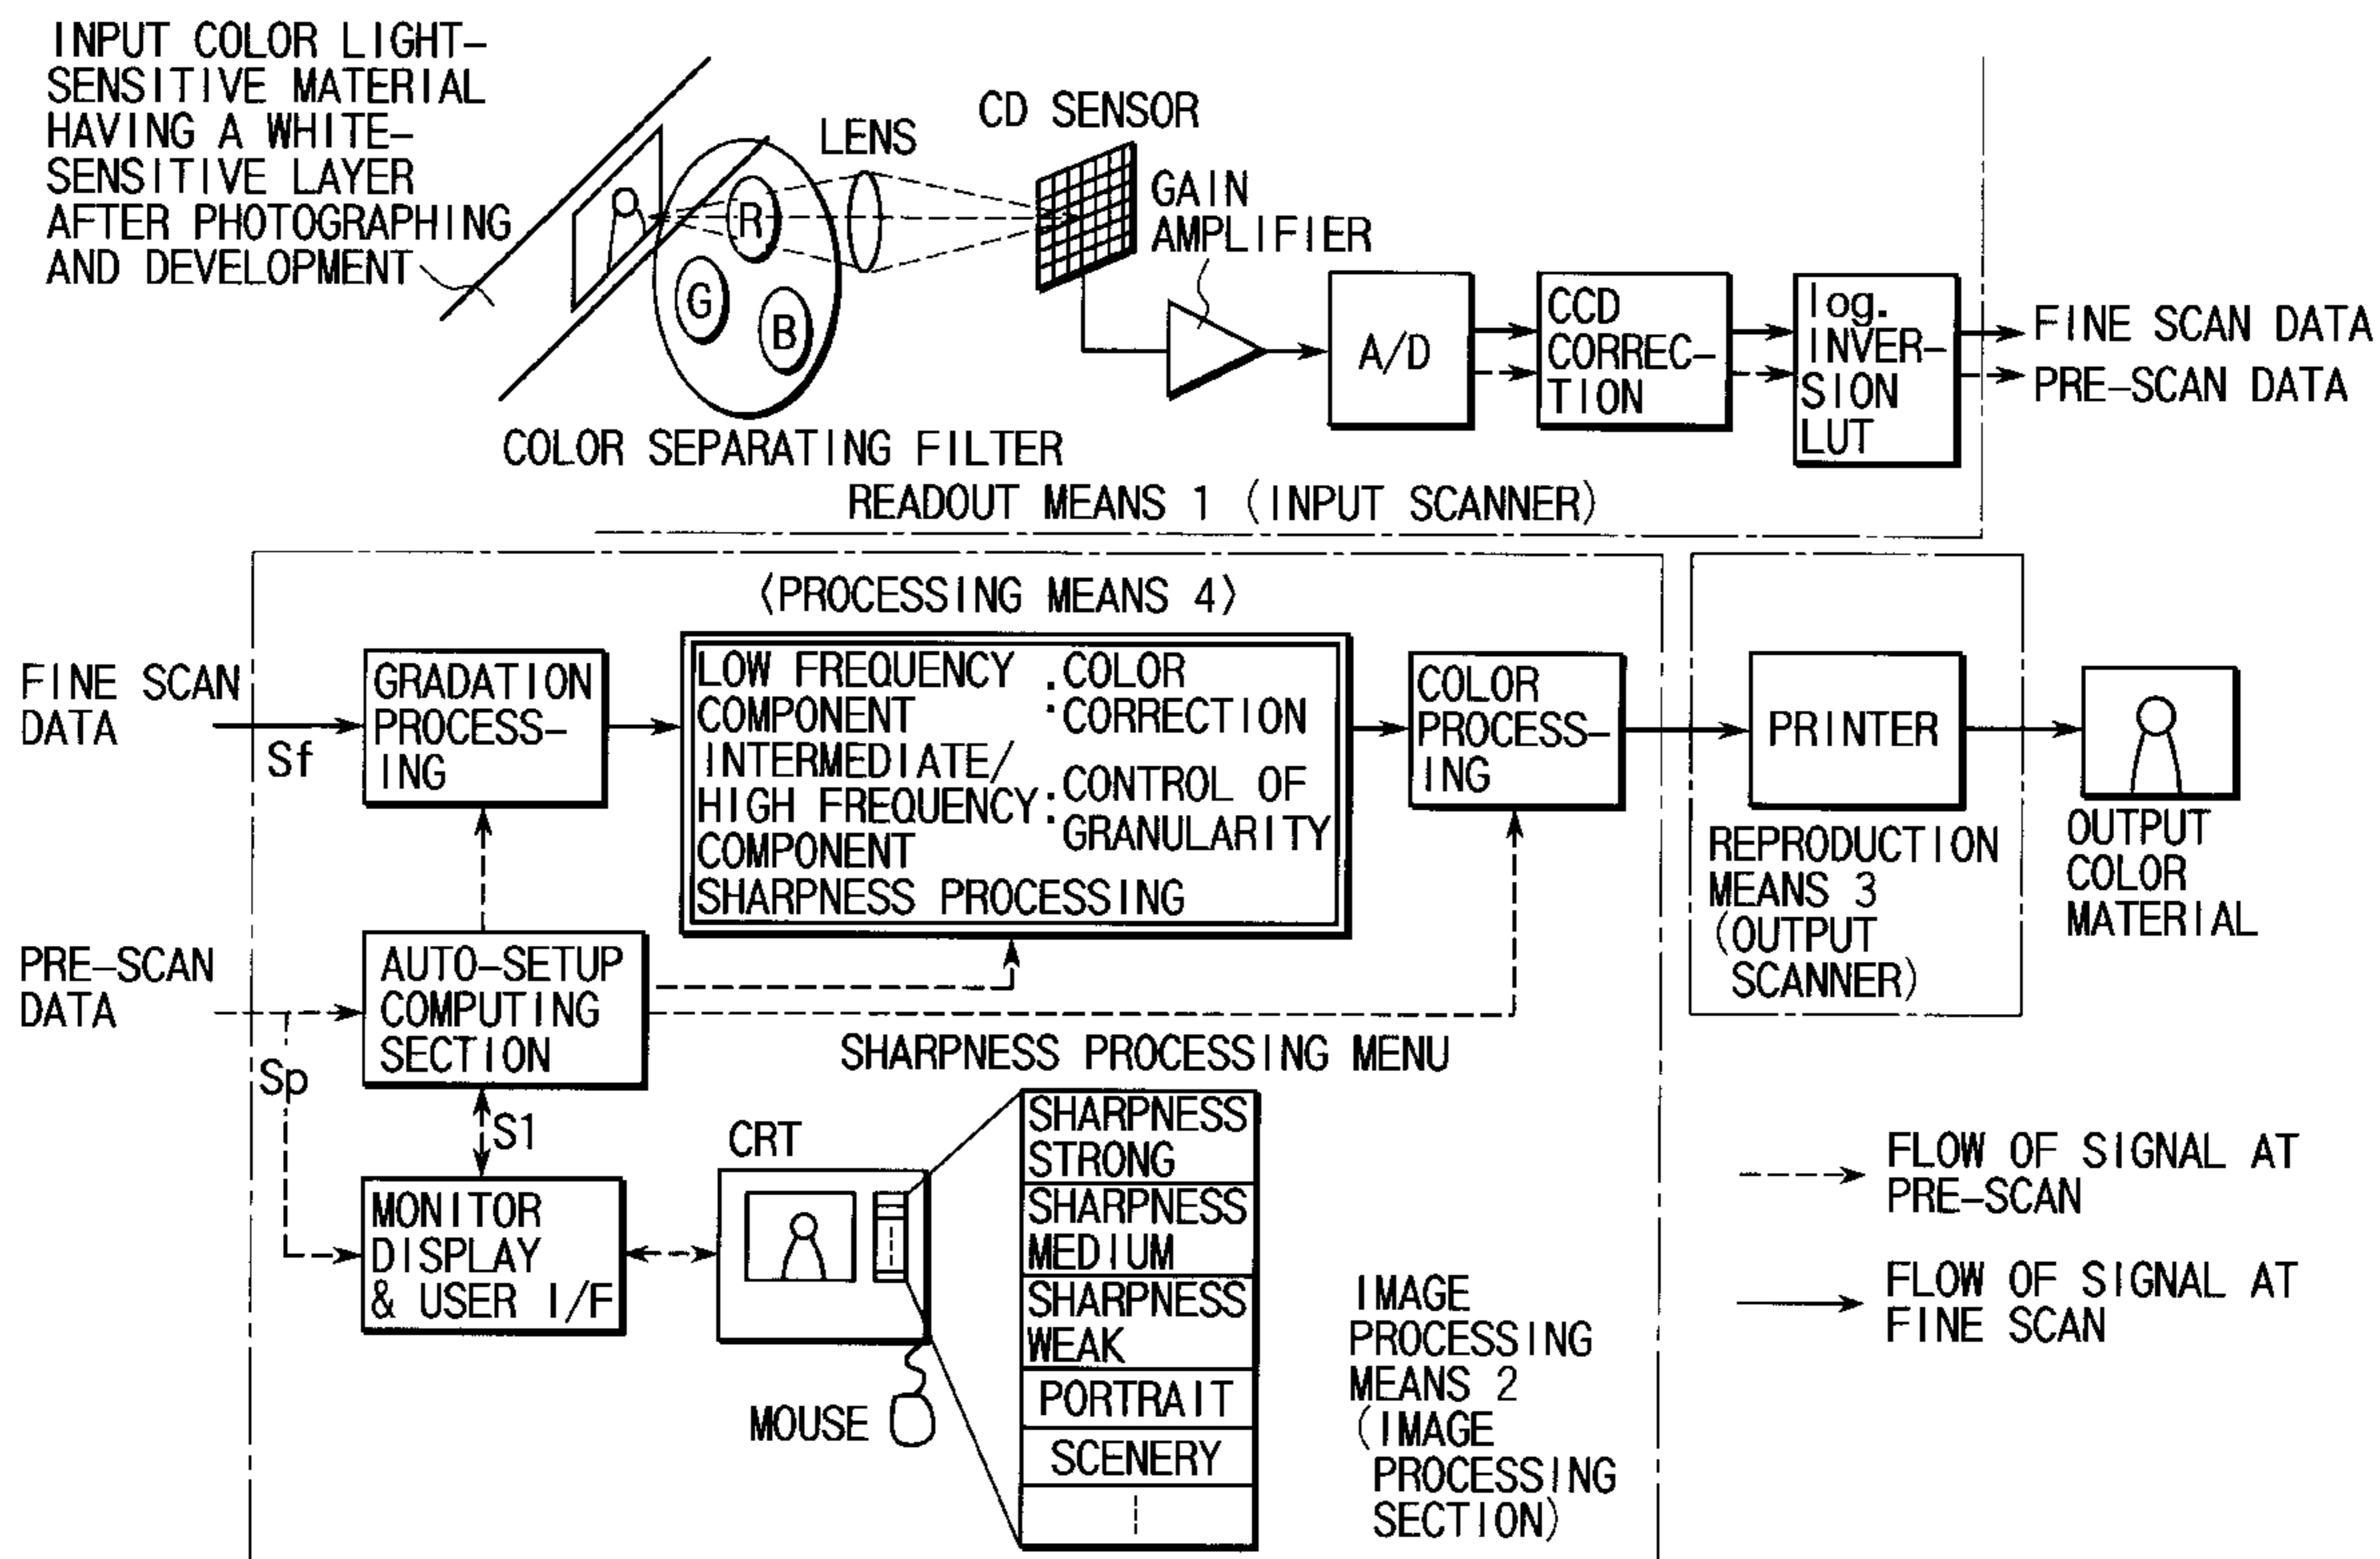 INPUT COLOR LIGHT-
SENSITIVE MATERIAL
HAVING A WHITE-
SENSITIVE LAYER
AFTER PHOTOGRAPHING
AND DEVELOPMENT
LENS
CD SENSOR
GAIN
AMPLIFIER
R
G
B
COLOR SEPARATING FILTER
A/D
CCD
CORREC-
TION
log.
INVER-
SION
LUT
FINE SCAN DATA
PRE-SCAN DATA
READOUT MEANS 1 (INPUT SCANNER)
〈PROCESSING MEANS 4〉
FINE SCAN
DATA
Sf
GRADATION
PROCESS-
ING
LOW FREQUENCY
COMPONENT
: COLOR
CORRECTION
INTERMEDIATE/
HIGH FREQUENCY
COMPONENT
: CONTROL OF
GRANULARITY
SHARPNESS PROCESSING
COLOR
PROCESS-
ING
PRINTER
REPRODUCTION
MEANS 3
(OUTPUT
SCANNER)
OUTPUT
COLOR
MATERIAL
PRE-SCAN
DATA
Sp
AUTO-SETUP
COMPUTING
SECTION
S1
MONITOR
DISPLAY
& USER I/F
CRT
MOUSE
SHARPNESS PROCESSING MENU
SHARPNESS
STRONG
SHARPNESS
MEDIUM
SHARPNESS
WEAK
PORTRAIT
SCENERY
IMAGE
PROCESSING
MEANS 2
(IMAGE
PROCESSING
SECTION)
FLOW OF SIGNAL AT
PRE-SCAN
FLOW OF SIGNAL AT
FINE SCAN